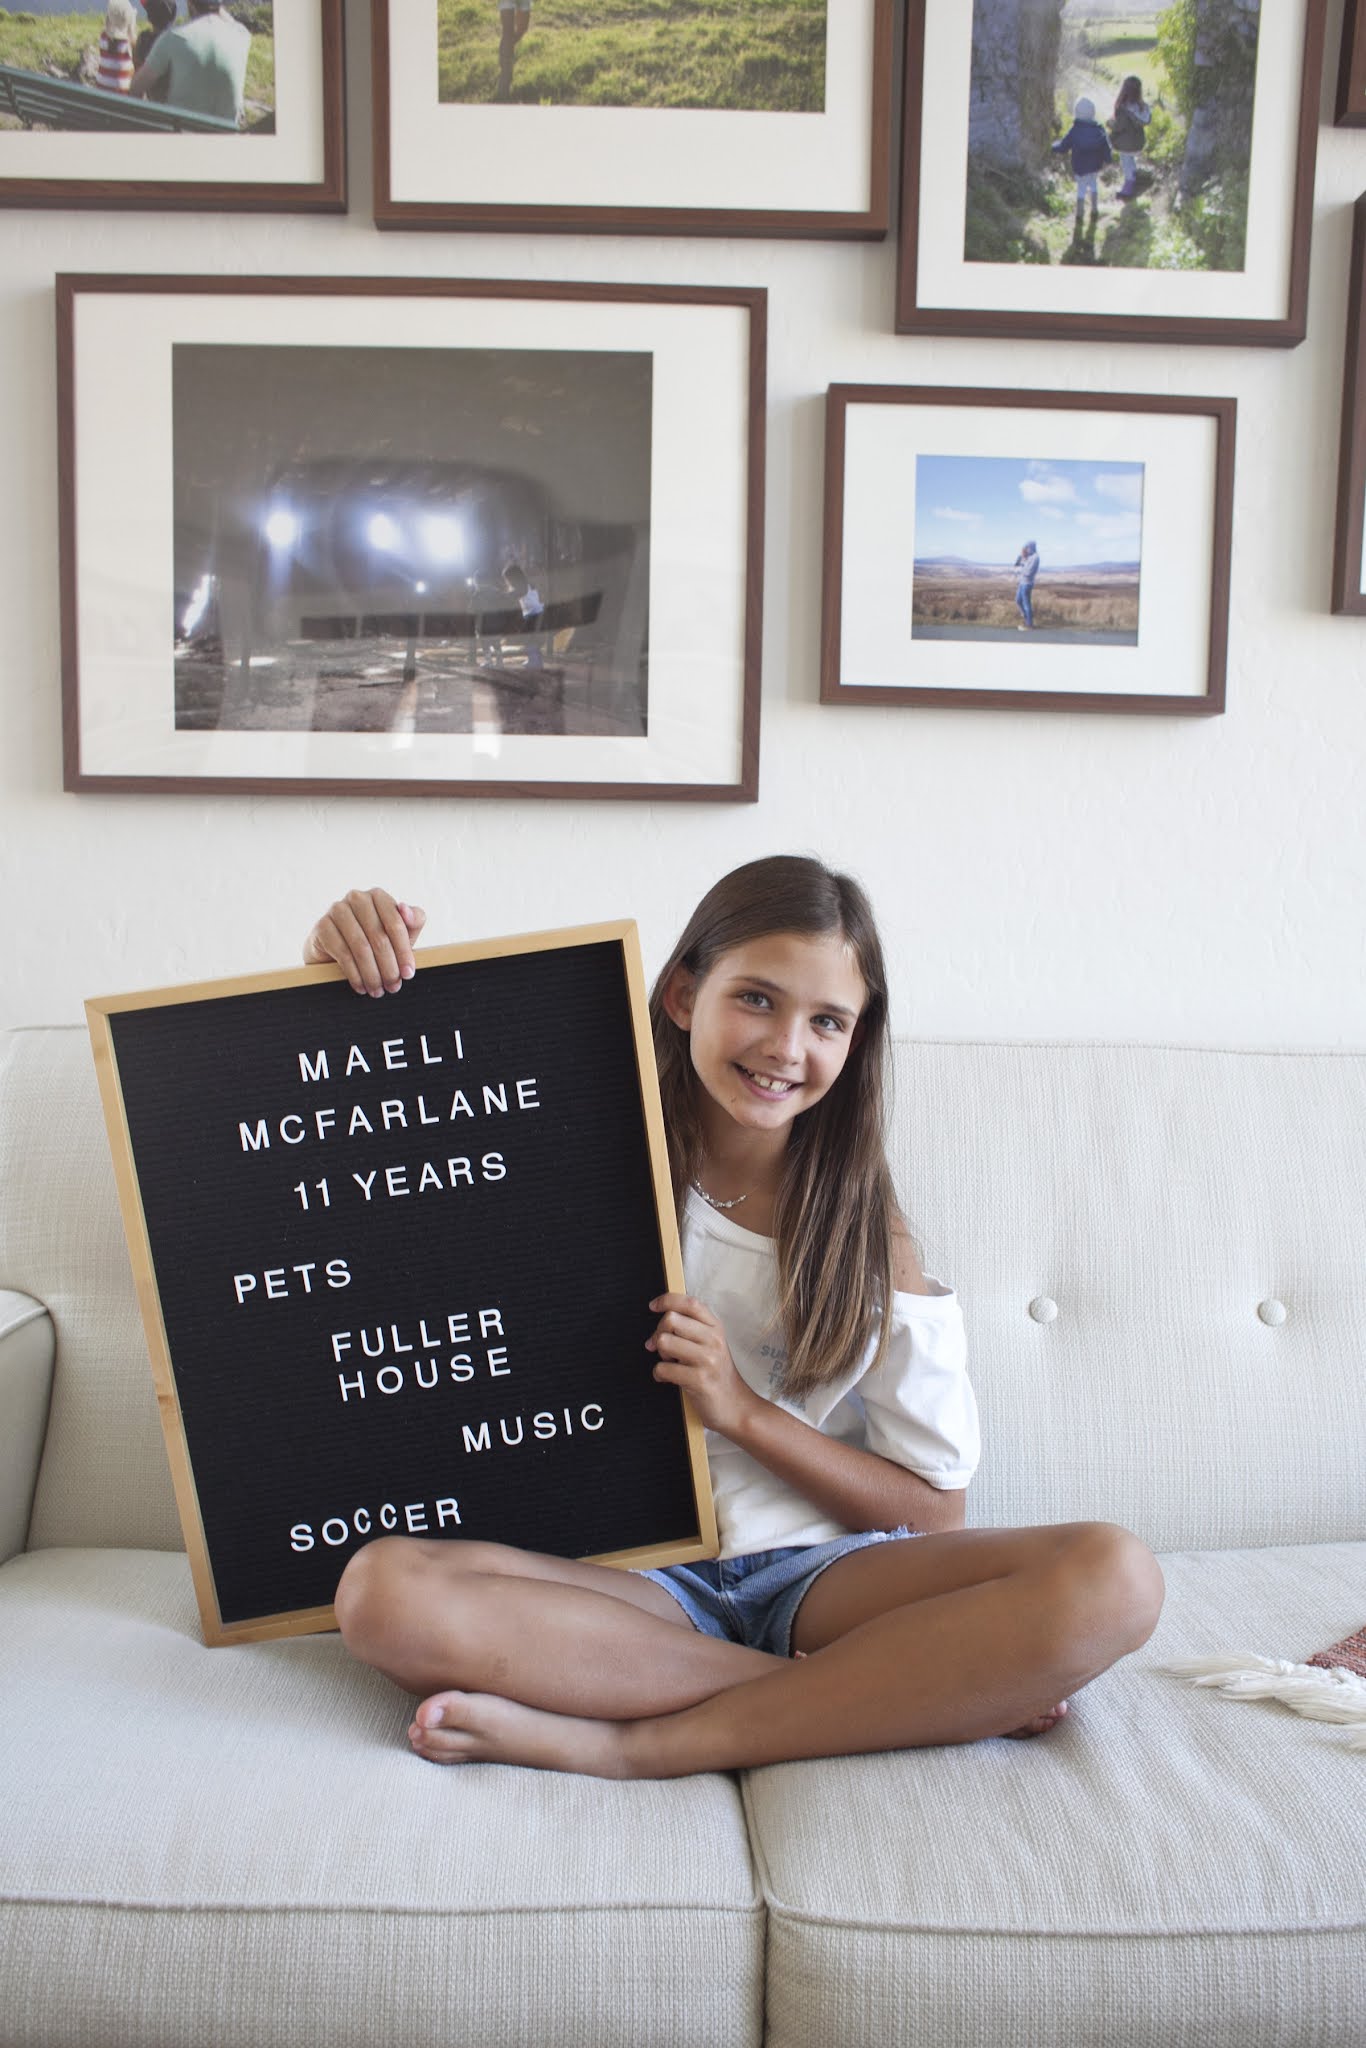 MAELI
MCFARLANE
11 YEARS
PETS
FULLER
HOUSE
MUSIC
SOCCER